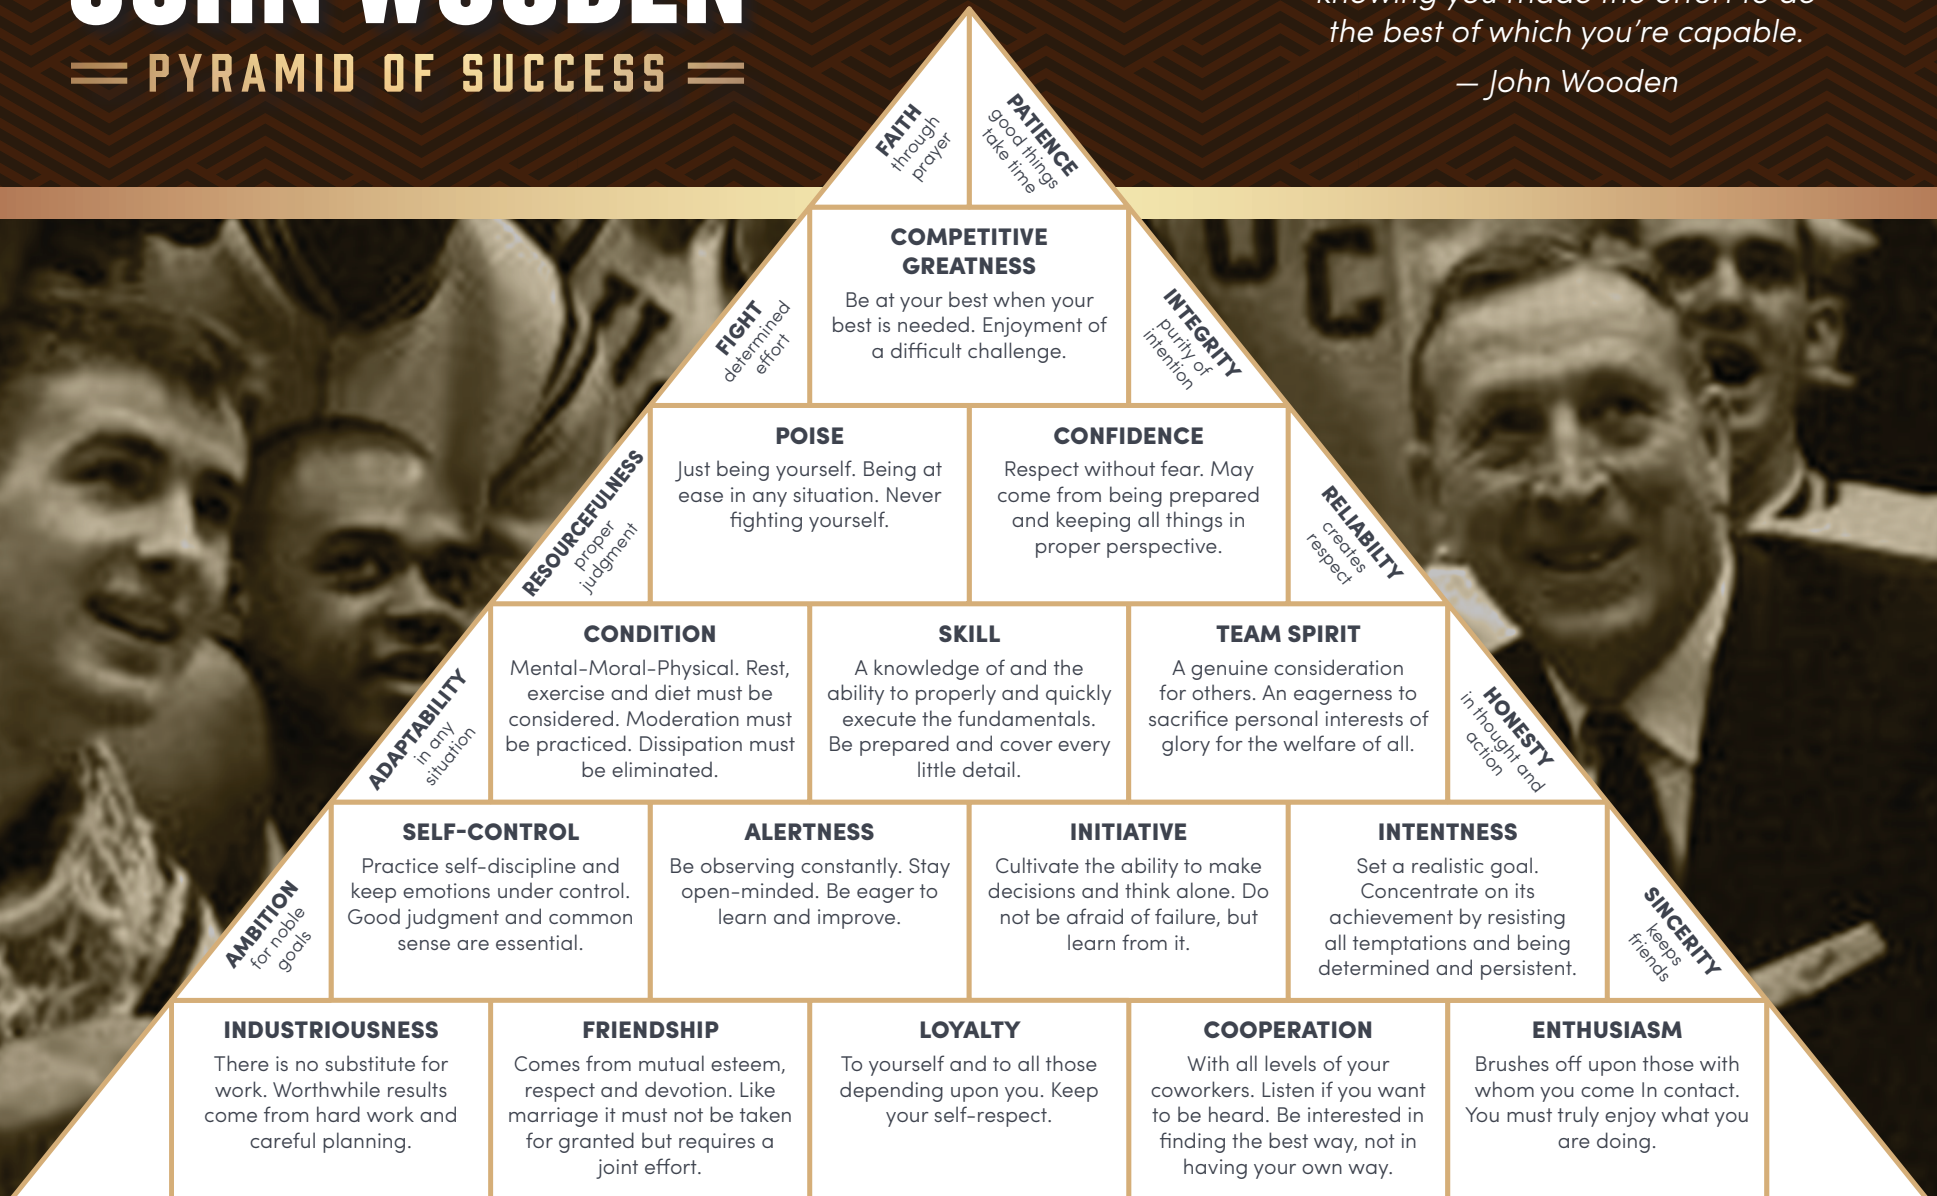 JOHN WOODEN
PYRAMID OF SUCCESS
knowing you made the effort to do
the best of which you’re capable.
— John Wooden
FAITH
through
prayer
PATIENCE
good things
take time
COMPETITIVE
GREATNESS
Be at your best when your
best is needed. Enjoyment of
a difficult challenge.
FIGHT
determined
effort
INTEGRITY
purity of
intention
POISE
Just being yourself. Being at
ease in any situation. Never
fighting yourself.
CONFIDENCE
Respect without fear. May
come from being prepared
and keeping all things in
proper perspective.
RESOURCEFULNESS
proper
judgment
RELIABILTY
creates
respect
CONDITION
Mental-Moral-Physical. Rest,
exercise and diet must be
considered. Moderation must
be practiced. Dissipation must
be eliminated.
SKILL
A knowledge of and the
ability to properly and quickly
execute the fundamentals.
Be prepared and cover every
little detail.
TEAM SPIRIT
A genuine consideration
for others. An eagerness to
sacrifice personal interests of
glory for the welfare of all.
ADAPTABILITY
in any
situation
HONESTY
in thought and
action
SELF-CONTROL
Practice self-discipline and
keep emotions under control.
Good judgment and common
sense are essential.
ALERTNESS
Be observing constantly. Stay
open-minded. Be eager to
learn and improve.
INITIATIVE
Cultivate the ability to make
decisions and think alone. Do
not be afraid of failure, but
learn from it.
INTENTNESS
Set a realistic goal.
Concentrate on its
achievement by resisting
all temptations and being
determined and persistent.
AMBITION
for noble
goals
SINCERITY
keeps
friends
INDUSTRIOUSNESS
There is no substitute for
work. Worthwhile results
come from hard work and
careful planning.
FRIENDSHIP
Comes from mutual esteem,
respect and devotion. Like
marriage it must not be taken
for granted but requires a
joint effort.
LOYALTY
To yourself and to all those
depending upon you. Keep
your self-respect.
COOPERATION
With all levels of your
coworkers. Listen if you want
to be heard. Be interested in
finding the best way, not in
having your own way.
ENTHUSIASM
Brushes off upon those with
whom you come In contact.
You must truly enjoy what you
are doing.